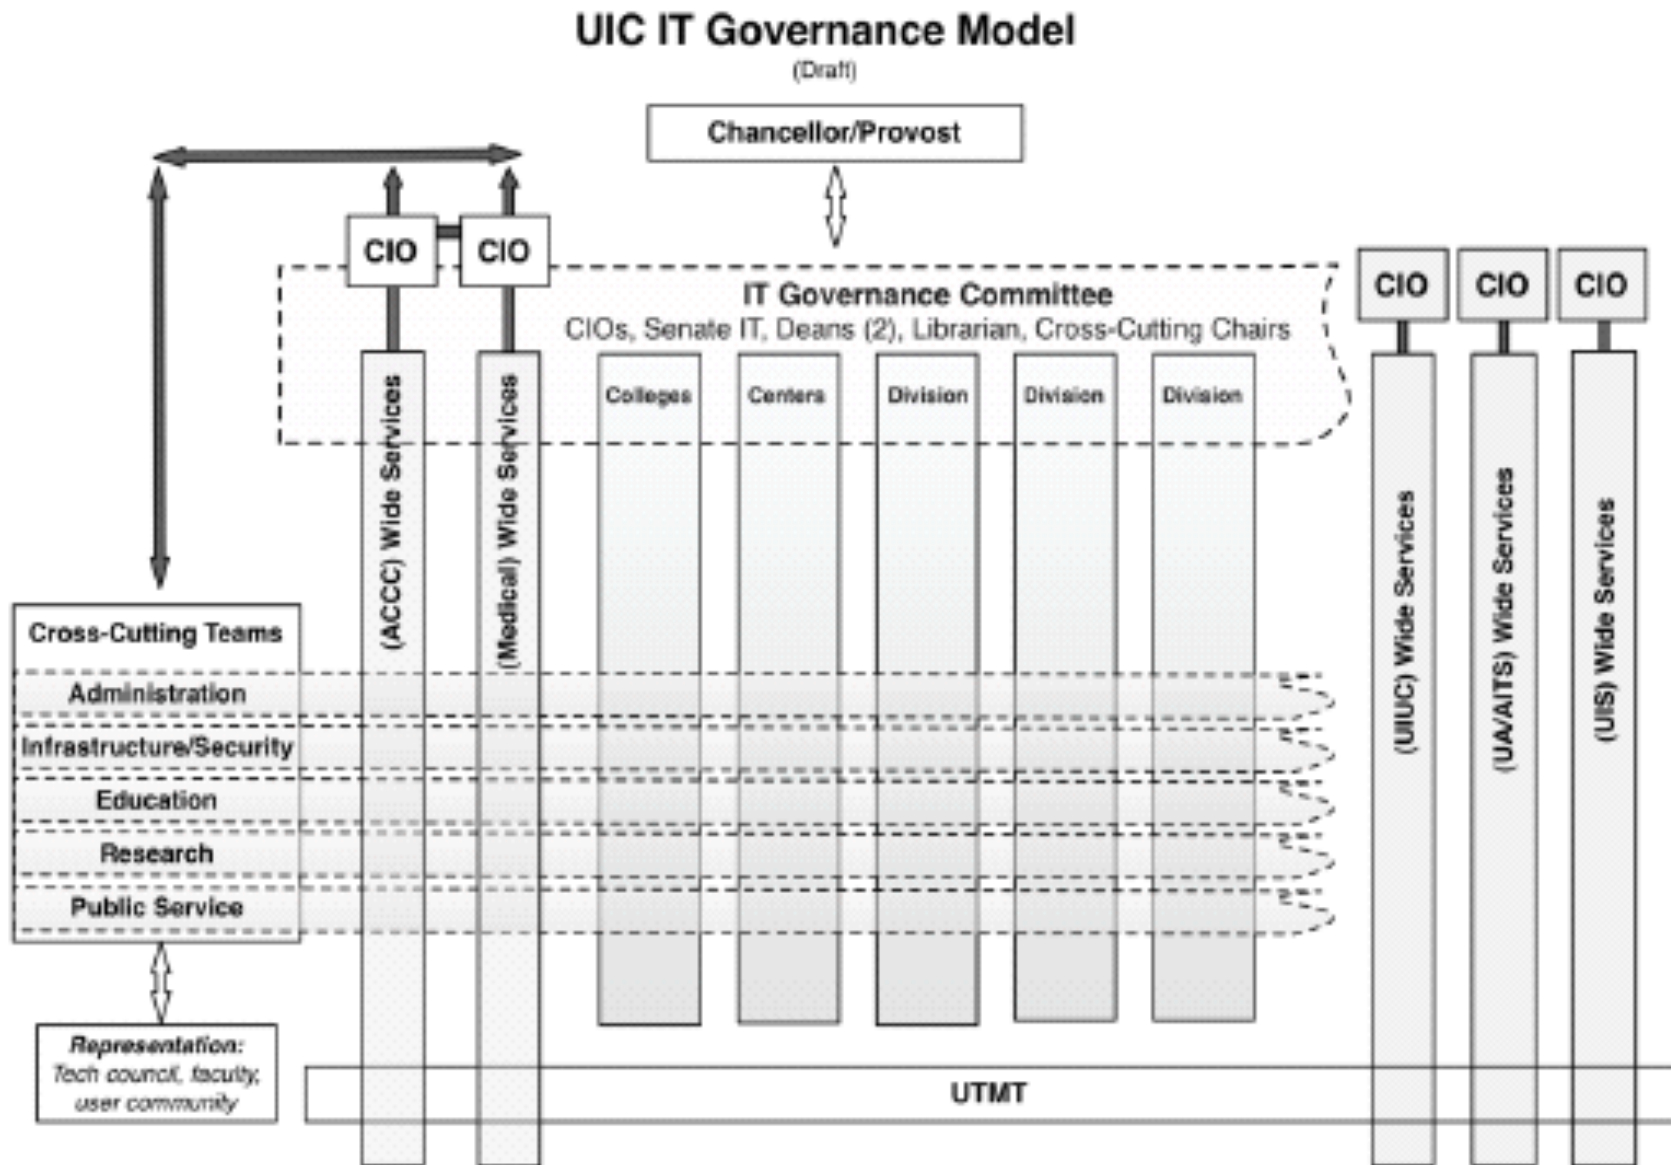 UIC IT Governance Model
(Draft)
Chancellor/Provost
CIO
CIO
IT Governance Committee
CIOs, Senate IT, Deans (2), Librarian, Cross-Cutting Chairs
CIO
CIO
CIO
(ACCC) Wide Services
(Medical) Wide Services
Colleges
Centers
Division
Division
Division
(UIUC) Wide Services
(UA/AITS) Wide Services
(UIS) Wide Services
Cross-Cutting Teams
Administration
Infrastructure/Security
Education
Research
Public Service
Representation:
Tech council, faculty,
user community
UTMT